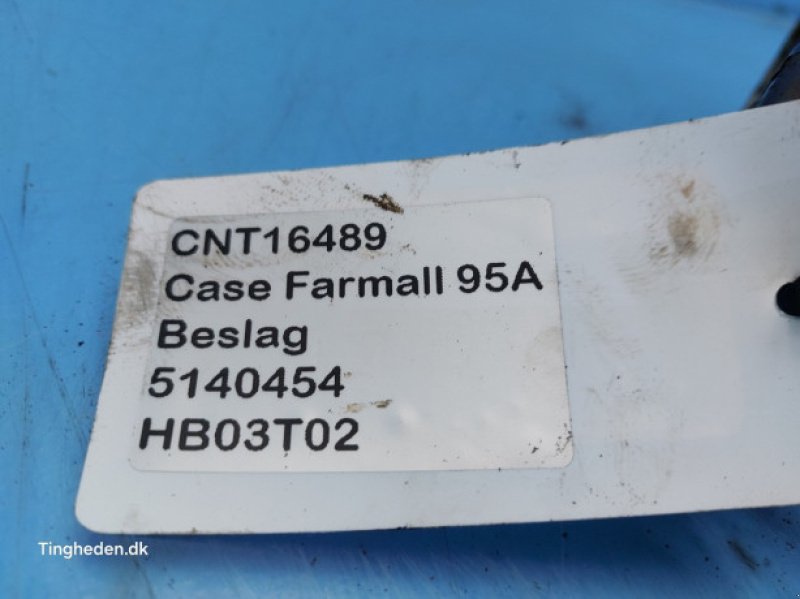 CNT16489
Case Farmall 95A
Beslag
5140454
HB03T02
Tingheden.dk